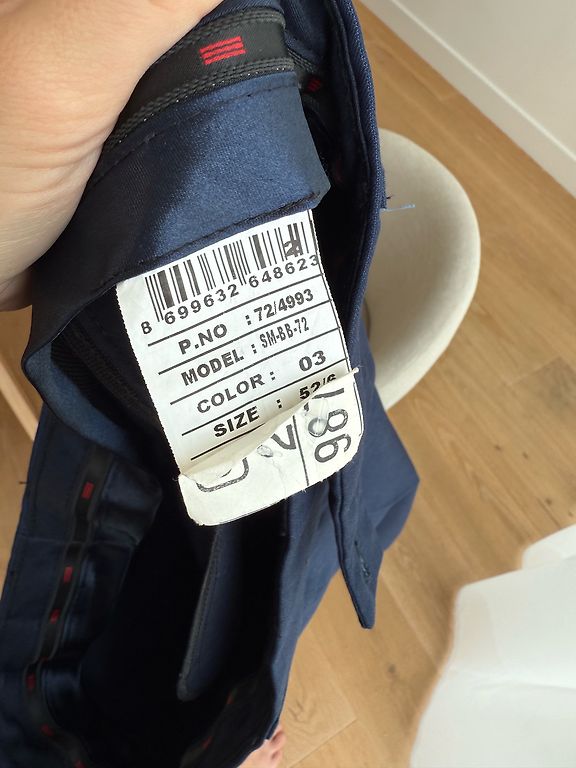 8 699632 648623
P.NO : 72/4993
MODEL : SM-BB-72
COLOR : 03
SIZE : 52/6